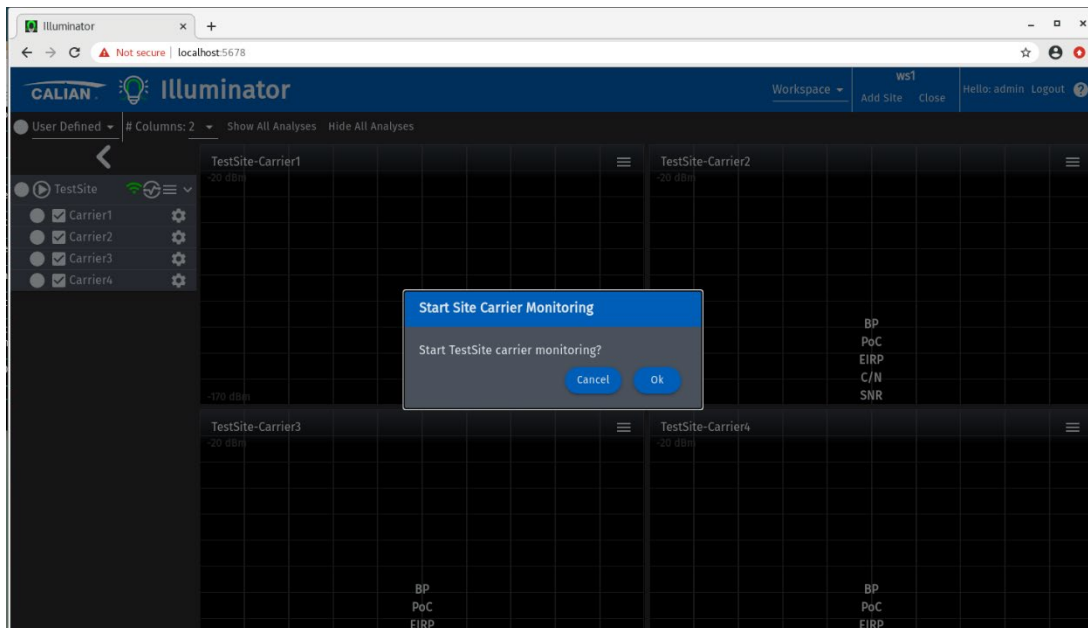 Illuminator
Not secure | localhost:5678
CALIAN
Illuminator
Workspace
ws1
Add Site Close
Hello: admin Logout ?
User Defined # Columns: 2 Show All Analyses Hide All Analyses
TestSite
Carrier1
Carrier2
Carrier3
Carrier4
TestSite-Carrier1
-20 dBm
-170 dBm
TestSite-Carrier2
-20 dBm
BP
PoC
EIRP
C/N
SNR
Start Site Carrier Monitoring
Start TestSite carrier monitoring?
Cancel Ok
TestSite-Carrier3
-20 dBm
BP
PoC
EIRP
TestSite-Carrier4
-20 dBm
BP
PoC
EIRP